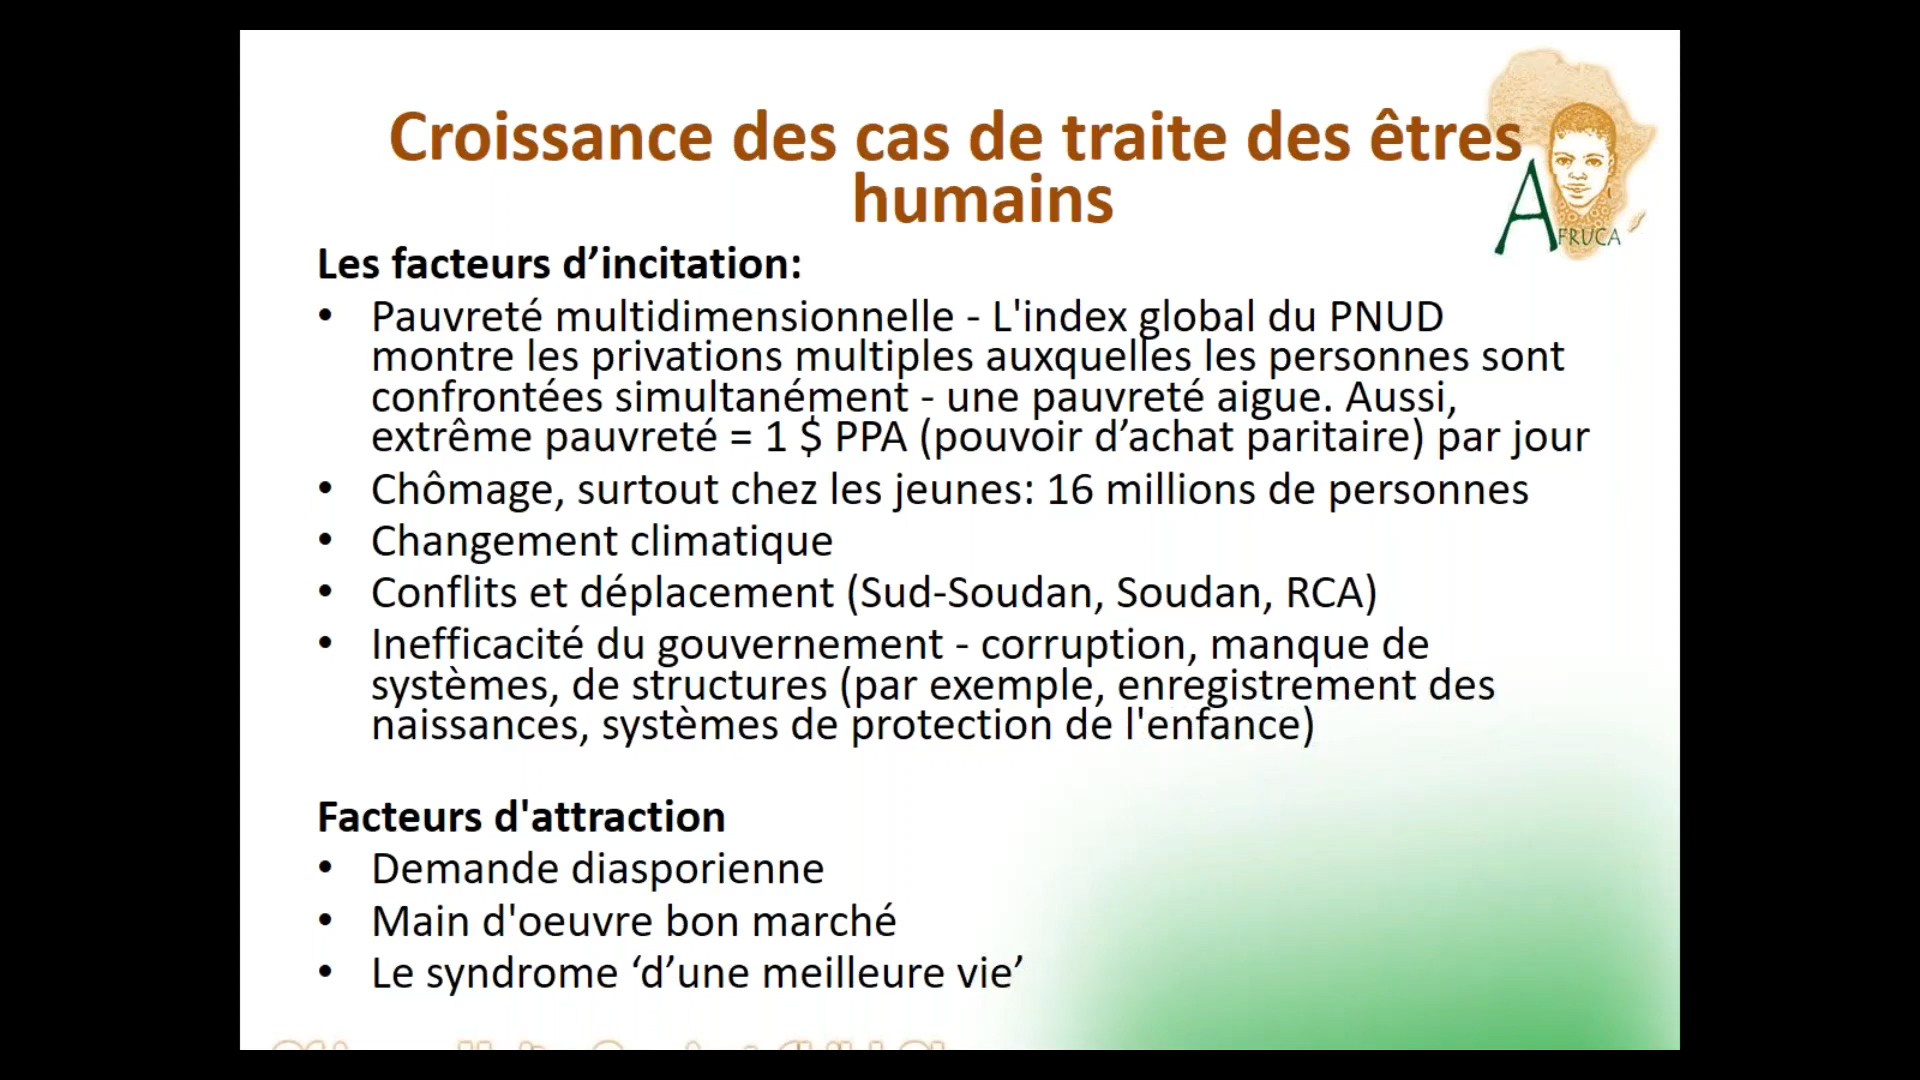 Croissance des cas de traite des êtres
humains
AFRUCA
Les facteurs d’incitation:
• Pauvreté multidimensionnelle - L'index global du PNUD
montre les privations multiples auxquelles les personnes sont
confrontées simultanément - une pauvreté aigue. Aussi,
extrême pauvreté = 1 $ PPA (pouvoir d’achat paritaire) par jour
• Chômage, surtout chez les jeunes: 16 millions de personnes
• Changement climatique
• Conflits et déplacement (Sud-Soudan, Soudan, RCA)
• Inefficacité du gouvernement - corruption, manque de
systèmes, de structures (par exemple, enregistrement des
naissances, systèmes de protection de l'enfance)
Facteurs d'attraction
• Demande diasporienne
• Main d'oeuvre bon marché
• Le syndrome ‘d’une meilleure vie’